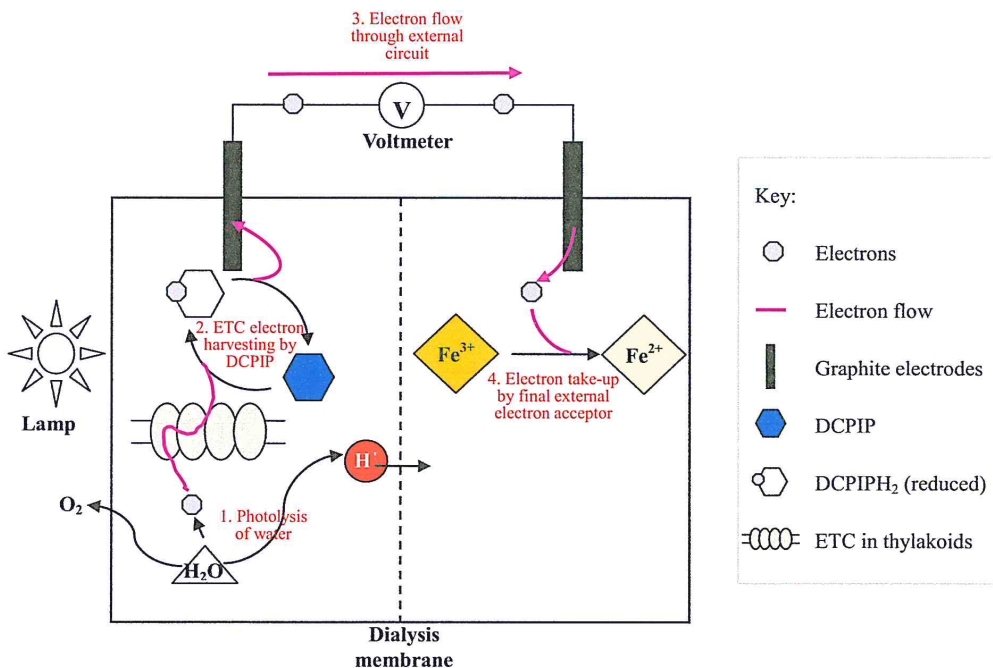 3. Electron flow
through external
circuit
V
Voltmeter
2. ETC electron
harvesting by
DCPIP
Lamp
Fe³⁺
Fe²⁺
4. Electron take-up
by final external
electron acceptor
H⁺
O₂
1. Photolysis
of water
H₂O
Dialysis
membrane
Key:
Electrons
Electron flow
Graphite electrodes
DCPIP
DCPIPH₂ (reduced)
ETC in thylakoids